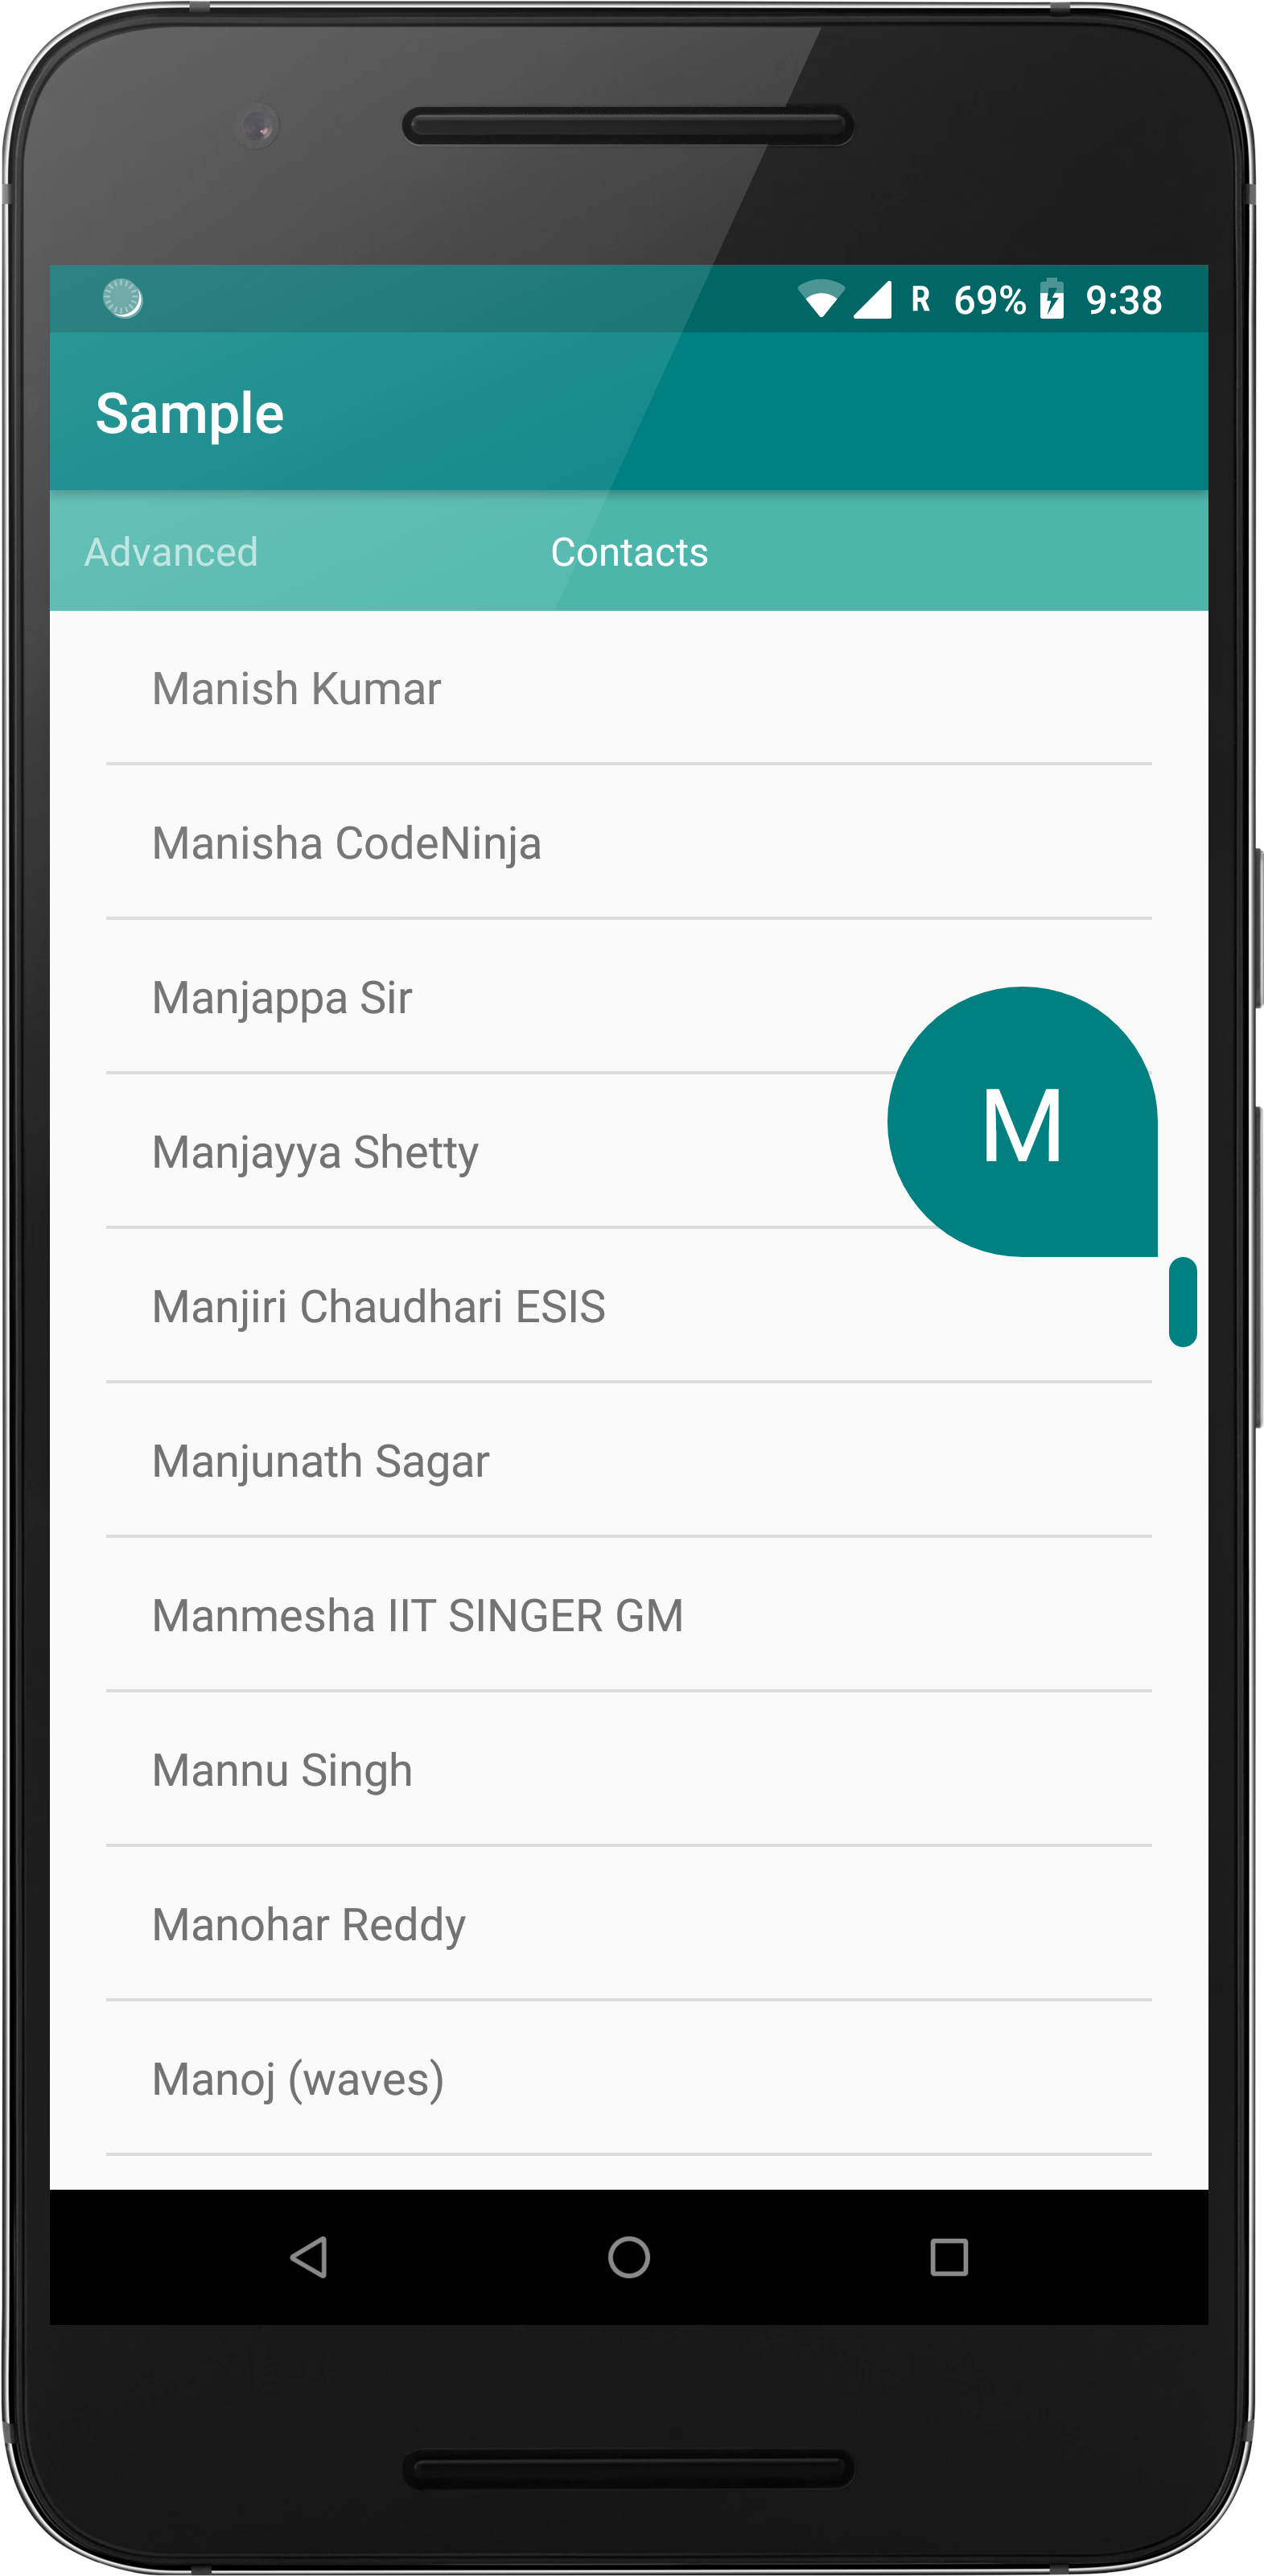 R 69% 9:38
Sample
Advanced Contacts
Manish Kumar
Manisha CodeNinja
Manjappa Sir
M
Manjayya Shetty
Manjiri Chaudhari ESIS
Manjunath Sagar
Manmesha IIT SINGER GM
Mannu Singh
Manohar Reddy
Manoj (waves)